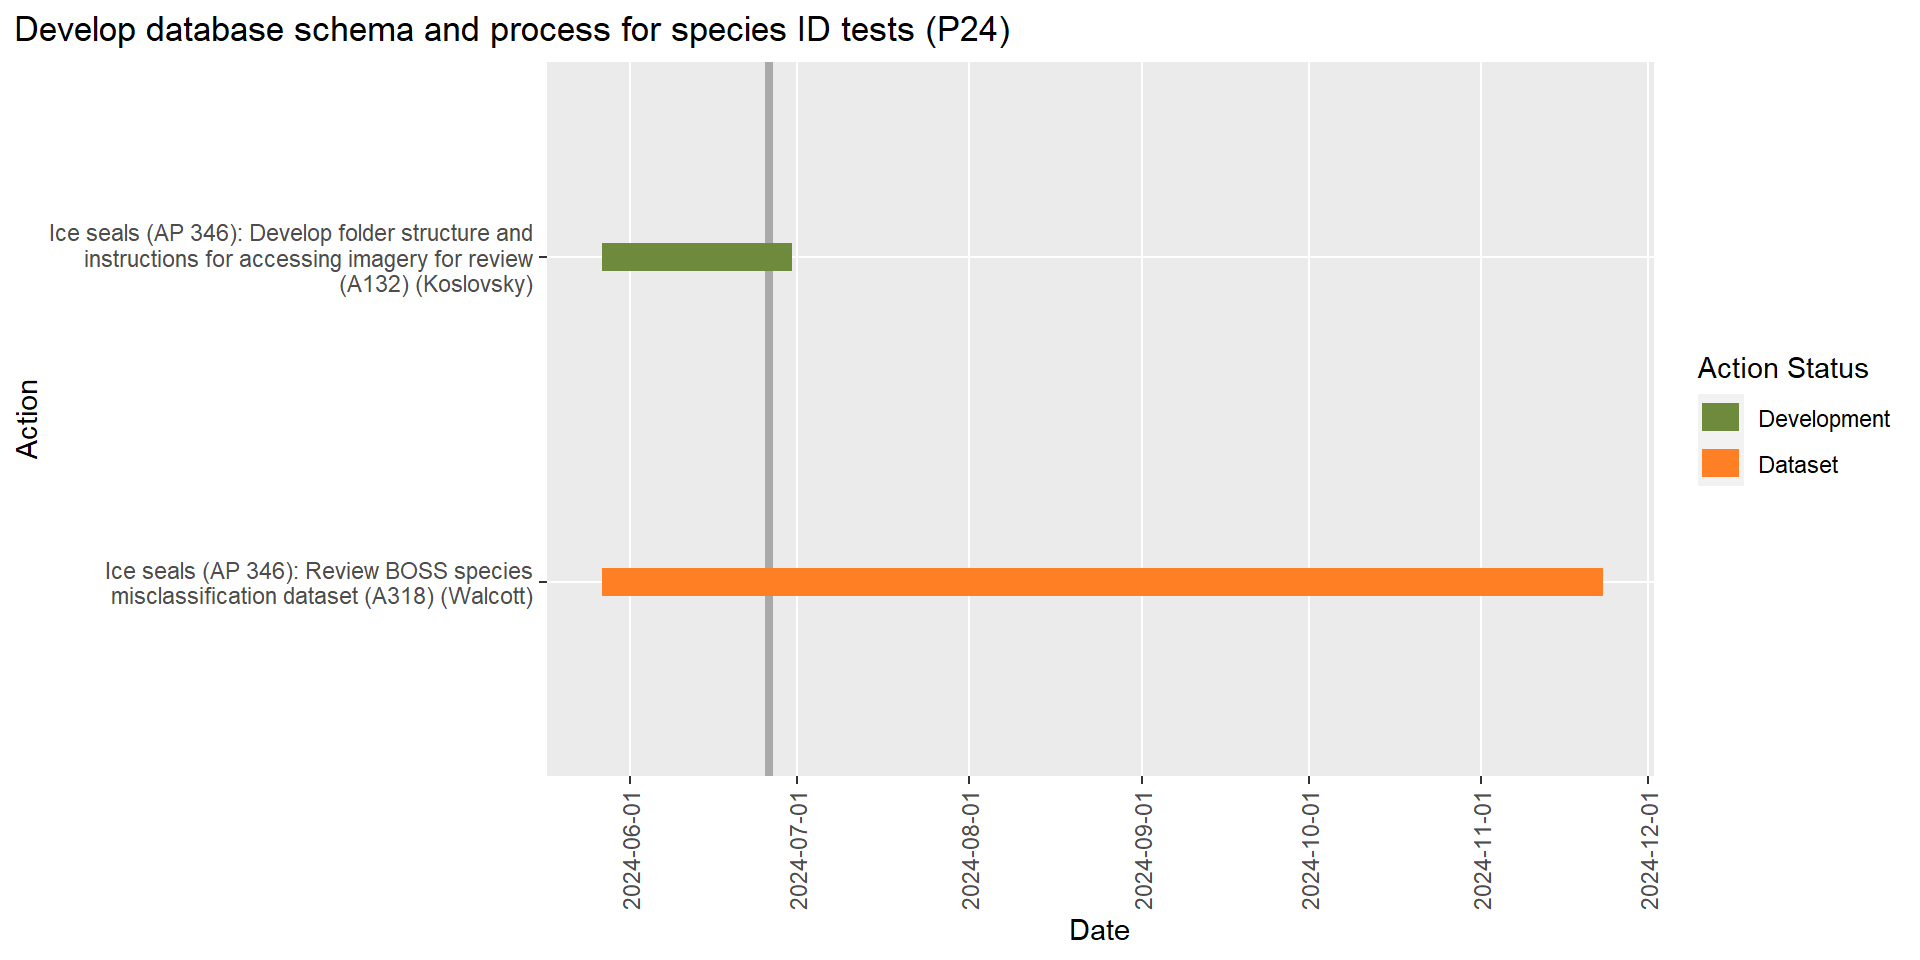 Develop database schema and process for species ID tests (P24)
Action
Ice seals (AP 346): Develop folder structure and
instructions for accessing imagery for review
(A132) (Koslovsky)
Ice seals (AP 346): Review BOSS species
misclassification dataset (A318) (Walcott)
2024-06-01
2024-07-01
2024-08-01
2024-09-01
2024-10-01
2024-11-01
2024-12-01
Date
Action Status
Development
Dataset